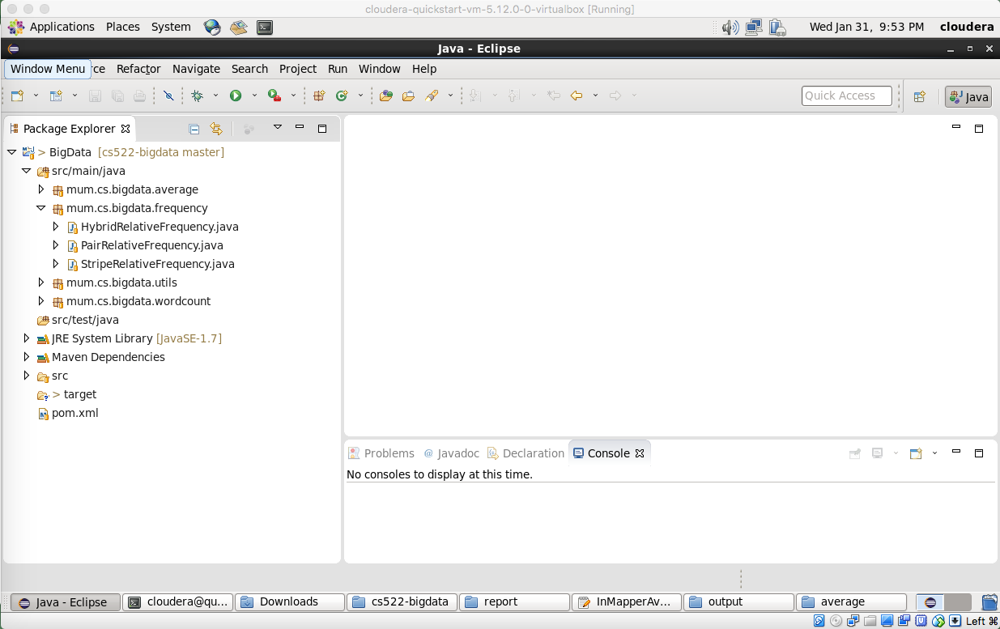 cloudera-quickstart-vm-5.12.0-0-virtualbox [Running]
Applications Places System Wed Jan 31, 9:53 PM cloudera
Java - Eclipse
Window Menu rce Refactor Navigate Search Project Run Window Help
Quick Access Java
Package Explorer
> BigData [cs522-bigdata master]
src/main/java
mum.cs.bigdata.average
mum.cs.bigdata.frequency
HybridRelativeFrequency.java
PairRelativeFrequency.java
StripeRelativeFrequency.java
mum.cs.bigdata.utils
mum.cs.bigdata.wordcount
src/test/java
JRE System Library [JavaSE-1.7]
Maven Dependencies
src
> target
pom.xml
Problems @ Javadoc Declaration Console
No consoles to display at this time.
Java - Eclipse cloudera@qu... Downloads cs522-bigdata report InMapperAv... output average
Left ⌘